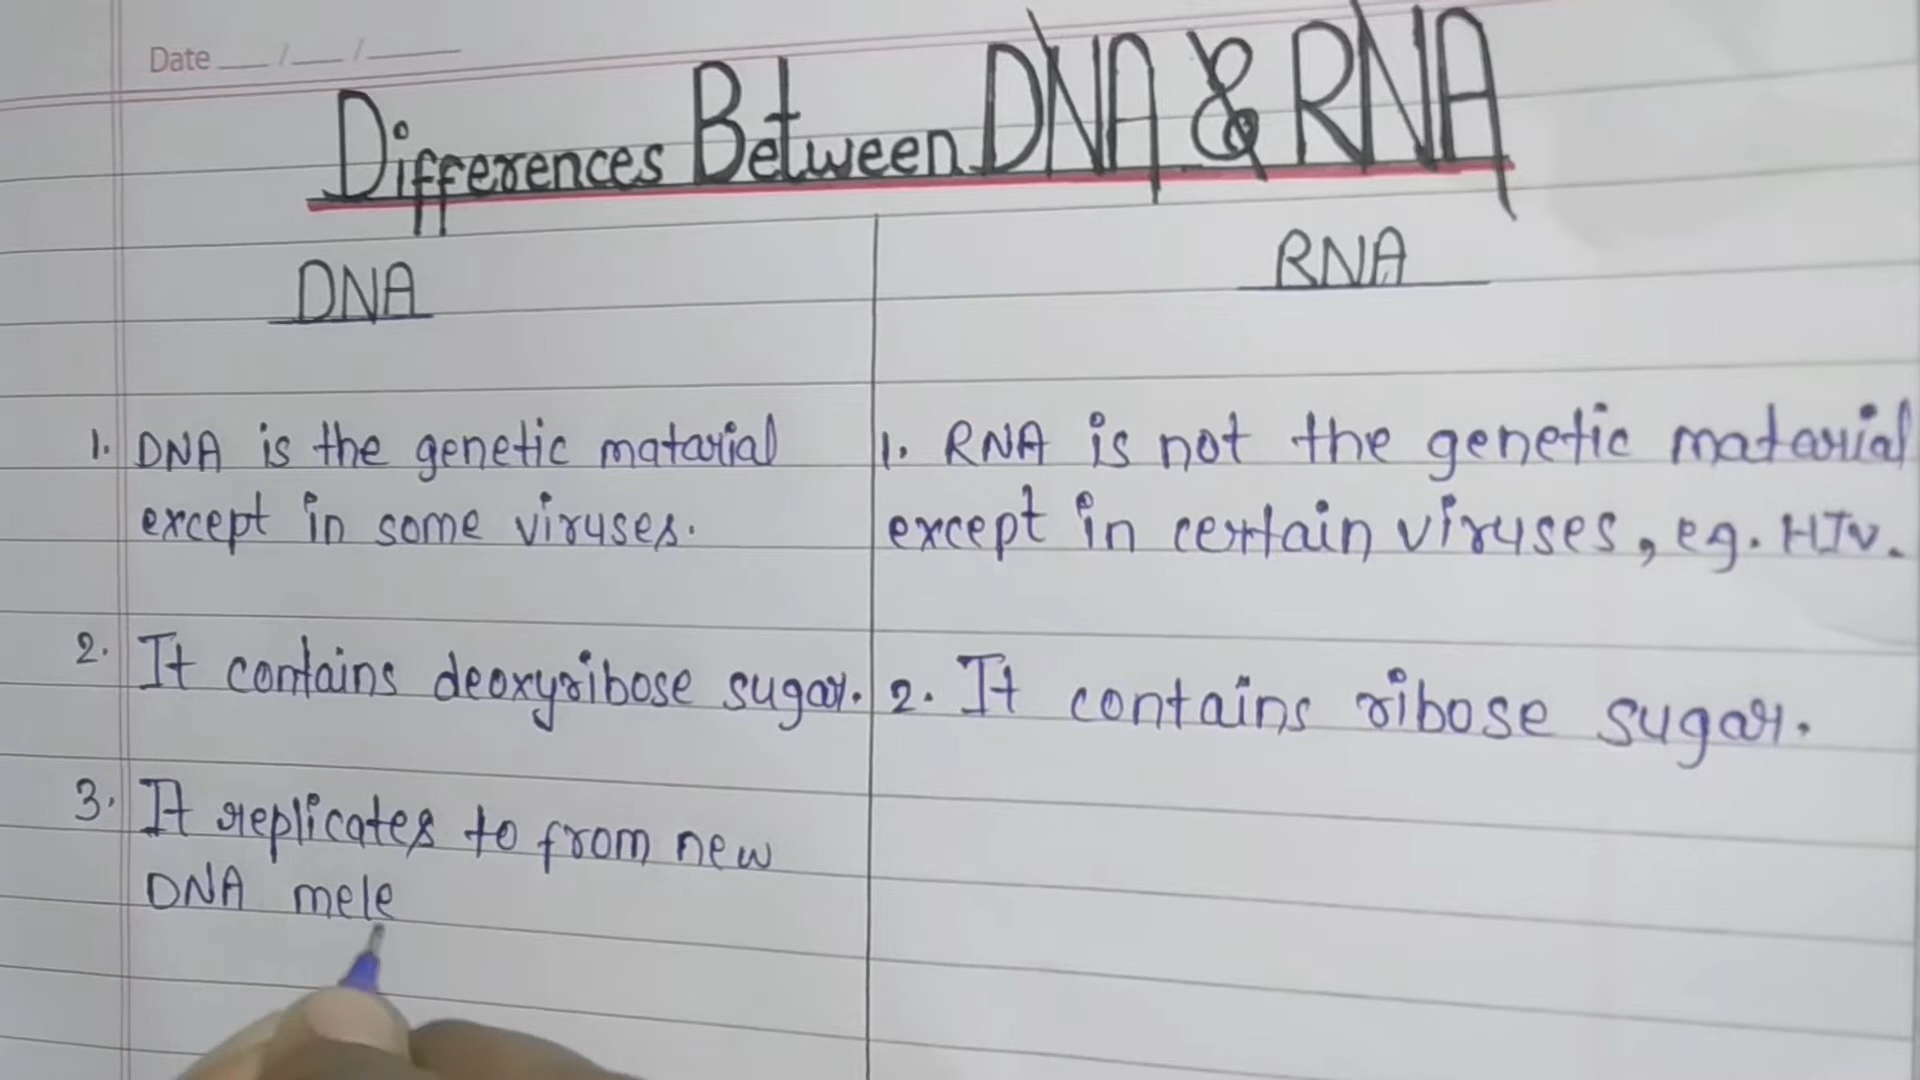 Date __/__/____
Differences Between DNA & RNA
DNA
RNA
1. DNA is the genetic matarial
except in some viruses.
1. RNA is not the genetic material
except in certain viruses, eg. HIV.
2. It contains deoxyribose sugar.
2. It contains ribose sugar.
3. It replicates to from new
DNA mele